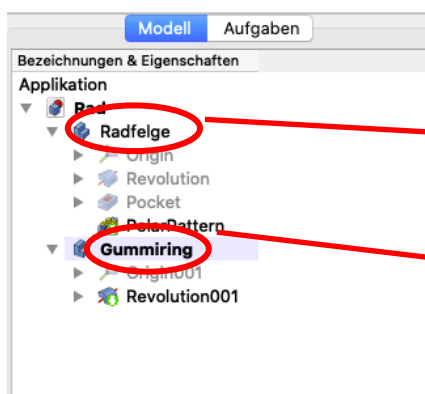 Modell Aufgaben
Bezeichnungen & Eigenschaften
Applikation
Rad
Radfelge
Origin
Revolution
Pocket
PolarPattern
Gummiring
Origin001
Revolution001